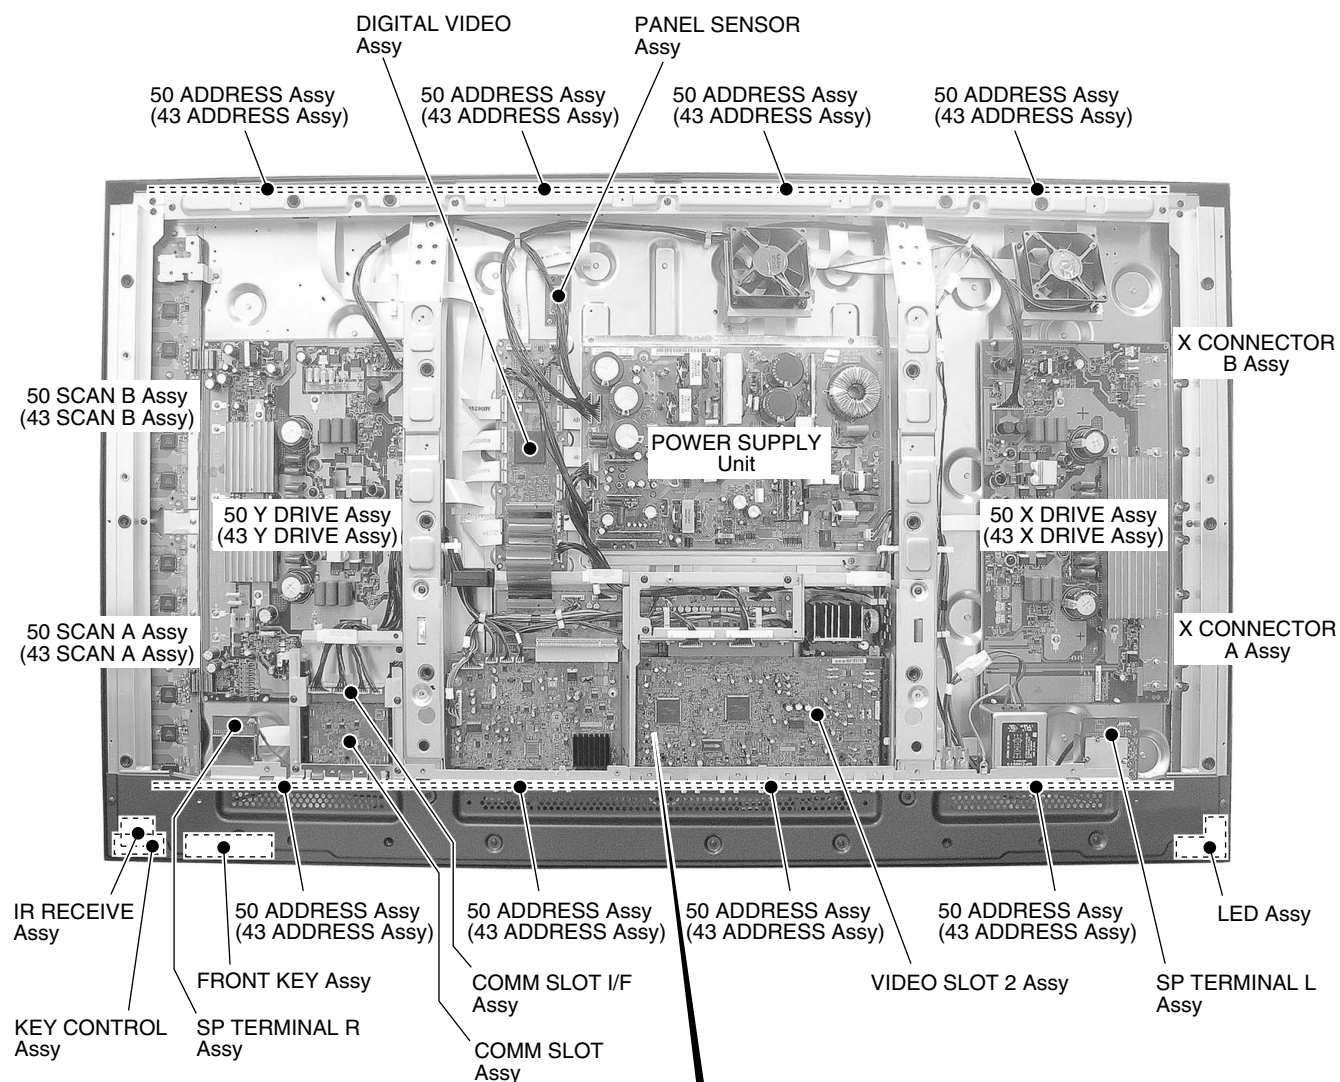 DIGITAL VIDEO
Assy
PANEL SENSOR
Assy
50 ADDRESS Assy
(43 ADDRESS Assy)
50 ADDRESS Assy
(43 ADDRESS Assy)
50 ADDRESS Assy
(43 ADDRESS Assy)
50 ADDRESS Assy
(43 ADDRESS Assy)
X CONNECTOR
B Assy
50 SCAN B Assy
(43 SCAN B Assy)
POWER SUPPLY
Unit
50 Y DRIVE Assy
(43 Y DRIVE Assy)
50 X DRIVE Assy
(43 X DRIVE Assy)
50 SCAN A Assy
(43 SCAN A Assy)
X CONNECTOR
A Assy
IR RECEIVE
Assy
50 ADDRESS Assy
(43 ADDRESS Assy)
50 ADDRESS Assy
(43 ADDRESS Assy)
50 ADDRESS Assy
(43 ADDRESS Assy)
50 ADDRESS Assy
(43 ADDRESS Assy)
LED Assy
FRONT KEY Assy
COMM SLOT I/F
Assy
VIDEO SLOT 2 Assy
SP TERMINAL L
Assy
KEY CONTROL
Assy
SP TERMINAL R
Assy
COMM SLOT
Assy